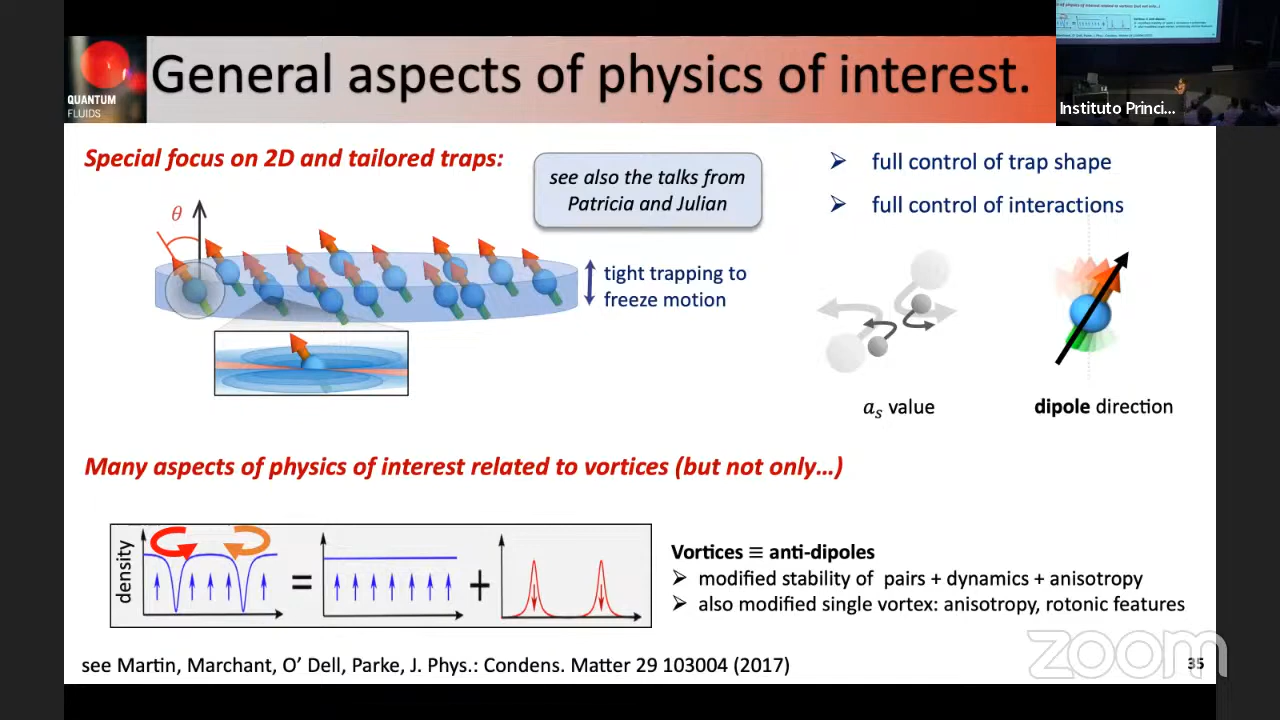 QUANTUM
FLUIDS
General aspects of physics of interest.
Instituto Princi...
Special focus on 2D and tailored traps:
see also the talks from
Patricia and Julian
➢ full control of trap shape
➢ full control of interactions
θ
tight trapping to
freeze motion
aₛ value
dipole direction
Many aspects of physics of interest related to vortices (but not only…)
density
=
+
Vortices ≡ anti-dipoles
➢ modified stability of pairs + dynamics + anisotropy
➢ also modified single vortex: anisotropy, rotonic features
see Martin, Marchant, O’ Dell, Parke, J. Phys.: Condens. Matter 29 103004 (2017)
zoom
35